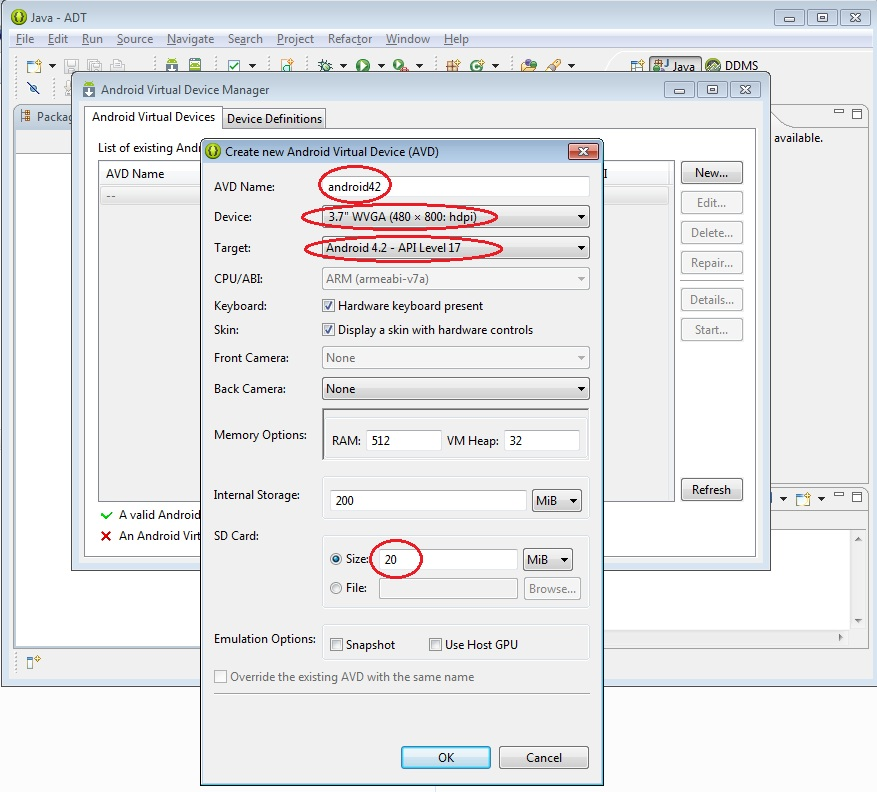 Java - ADT
File Edit Run Source Navigate Search Project Refactor Window Help
Java DDMS
Android Virtual Device Manager
Packag
available.
Android Virtual Devices Device Definitions
List of existing Andr
AVD Name
--
I
New...
Edit...
Delete...
Repair...
Details...
Start...
Refresh
A valid Android
An Android Virt
Create new Android Virtual Device (AVD)
AVD Name: android42
Device: 3.7" WVGA (480 × 800: hdpi)
Target: Android 4.2 - API Level 17
CPU/ABI: ARM (armeabi-v7a)
Keyboard: Hardware keyboard present
Skin: Display a skin with hardware controls
Front Camera: None
Back Camera: None
Memory Options: RAM: 512 VM Heap: 32
Internal Storage: 200 MiB
SD Card:
Size: 20 MiB
File: Browse...
Emulation Options: Snapshot Use Host GPU
Override the existing AVD with the same name
OK Cancel